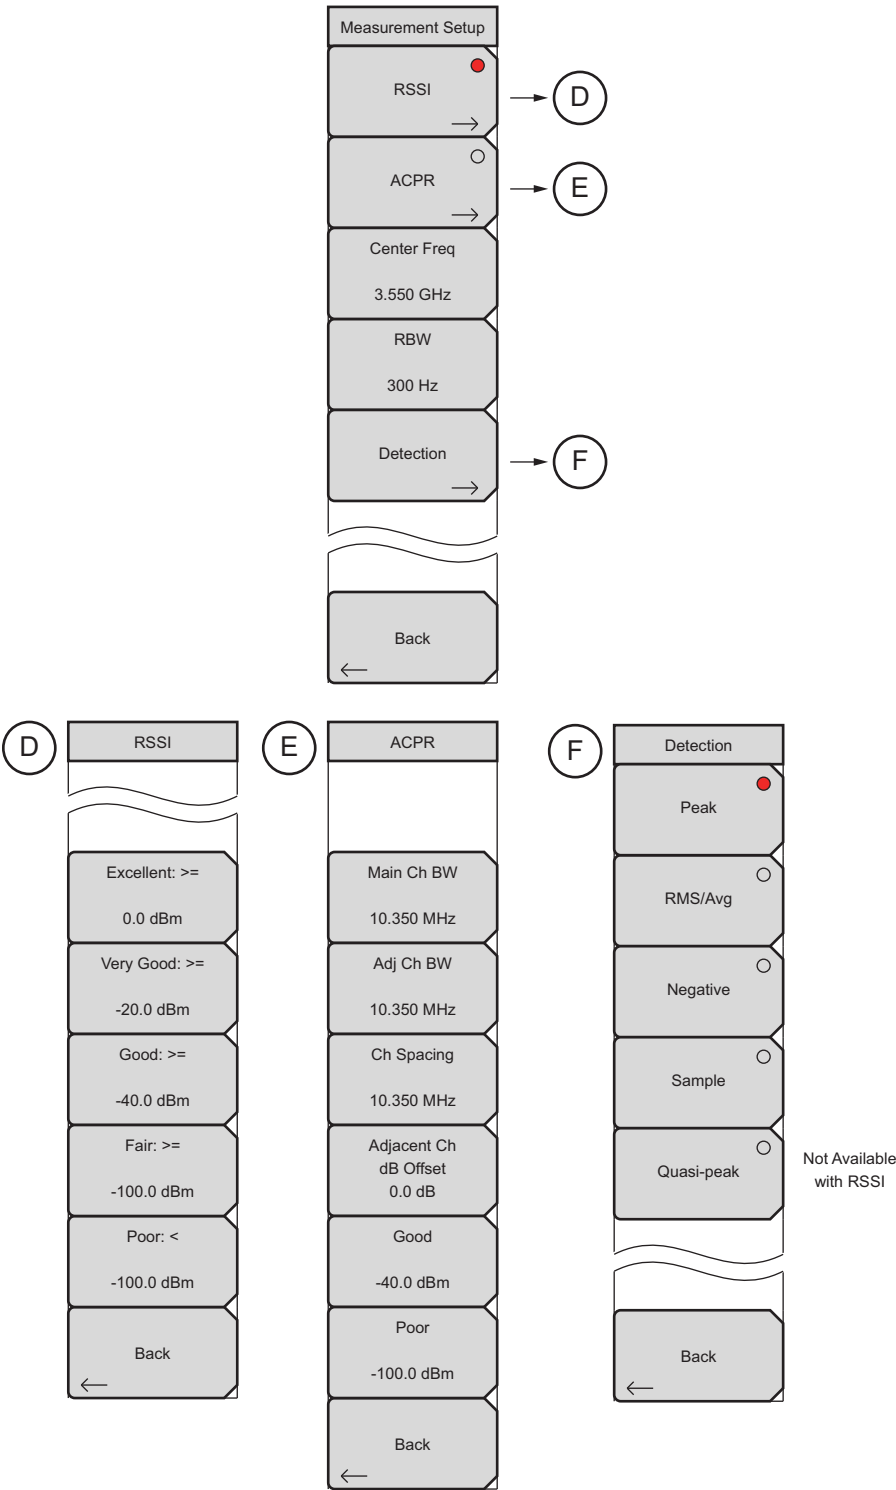 Measurement Setup
RSSI
D
ACPR
E
Center Freq
3.550 GHz
RBW
300 Hz
Detection
F
Back
D
RSSI
Excellent: >=
0.0 dBm
Very Good: >=
-20.0 dBm
Good: >=
-40.0 dBm
Fair: >=
-100.0 dBm
Poor: <
-100.0 dBm
Back
E
ACPR
Main Ch BW
10.350 MHz
Adj Ch BW
10.350 MHz
Ch Spacing
10.350 MHz
Adjacent Ch
dB Offset
0.0 dB
Good
-40.0 dBm
Poor
-100.0 dBm
Back
F
Detection
Peak
RMS/Avg
Negative
Sample
Quasi-peak
Not Available
with RSSI
Back